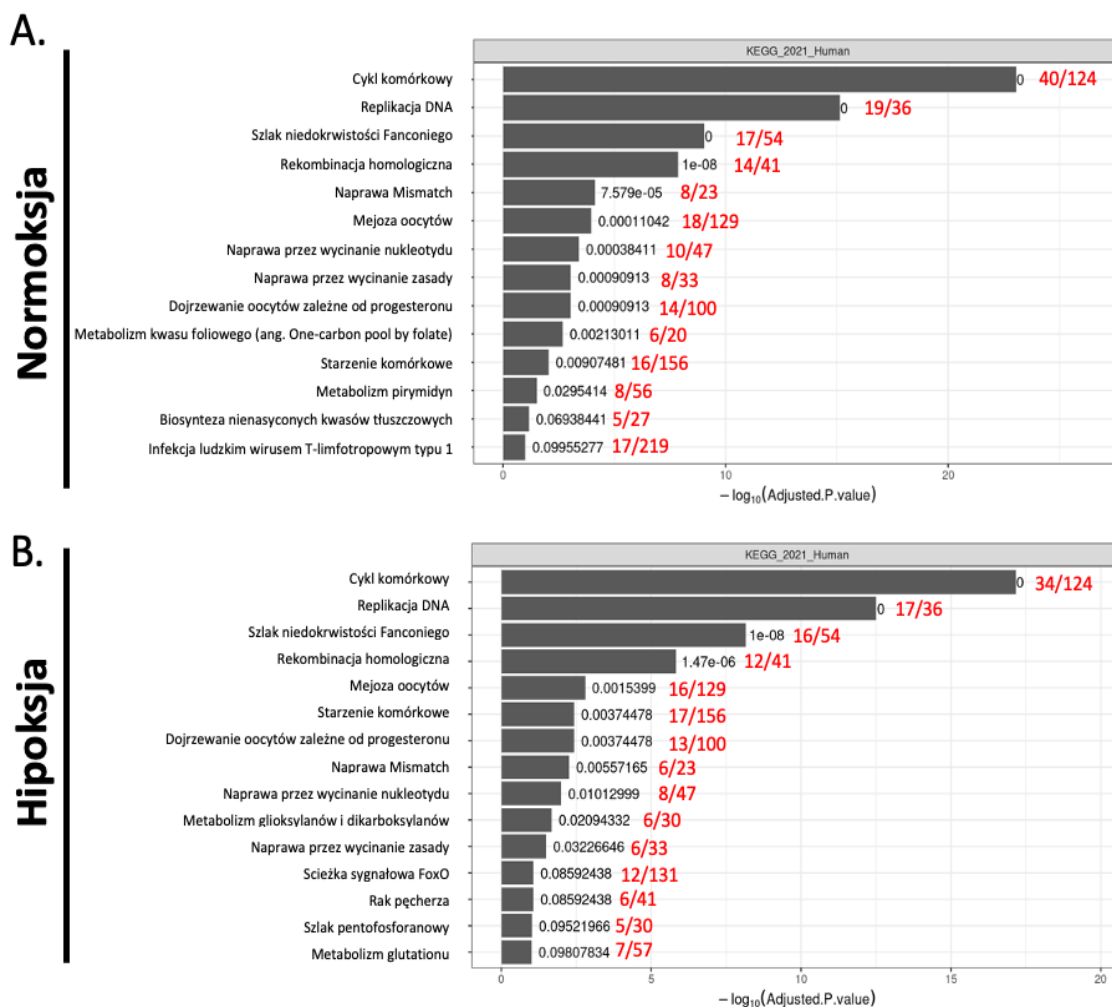 A.
Normoksja
KEGG_2021_Human
Cykl komórkowy 0 40/124
Replikacja DNA 0 19/36
Szlak niedokrwistości Fanconiego 0 17/54
Rekombinacja homologiczna 1e-08 14/41
Naprawa Mismatch 7.579e-05 8/23
Mejoza oocytów 0.00011042 18/129
Naprawa przez wycinanie nukleotydu 0.00038411 10/47
Naprawa przez wycinanie zasady 0.00090913 8/33
Dojrzewanie oocytów zależne od progesteronu 0.00090913 14/100
Metabolizm kwasu foliowego (ang. One-carbon pool by folate) 0.00213011 6/20
Starzenie komórkowe 0.00907481 16/156
Metabolizm pirymidyn 0.0295414 8/56
Biosynteza nienasyconych kwasów tłuszczowych 0.06938441 5/27
Infekcja ludzkim wirusem T-limfotropowym typu 1 0.09955277 17/219
0 10 20
−log10(Adjusted.P.value)
B.
Hipoksja
KEGG_2021_Human
Cykl komórkowy 0 34/124
Replikacja DNA 0 17/36
Szlak niedokrwistości Fanconiego 1e-08 16/54
Rekombinacja homologiczna 1.47e-06 12/41
Mejoza oocytów 0.0015399 16/129
Starzenie komórkowe 0.00374478 17/156
Dojrzewanie oocytów zależne od progesteronu 0.00374478 13/100
Naprawa Mismatch 0.00557165 6/23
Naprawa przez wycinanie nukleotydu 0.01012999 8/47
Metabolizm glioksylanów i dikarboksylanów 0.02094332 6/30
Naprawa przez wycinanie zasady 0.03226646 6/33
Scieżka sygnałowa FoxO 0.08592438 12/131
Rak pęcherza 0.08592438 6/41
Szlak pentofosforanowy 0.09521966 5/30
Metabolizm glutationu 0.09807834 7/57
0 5 10 15 20
−log10(Adjusted.P.value)